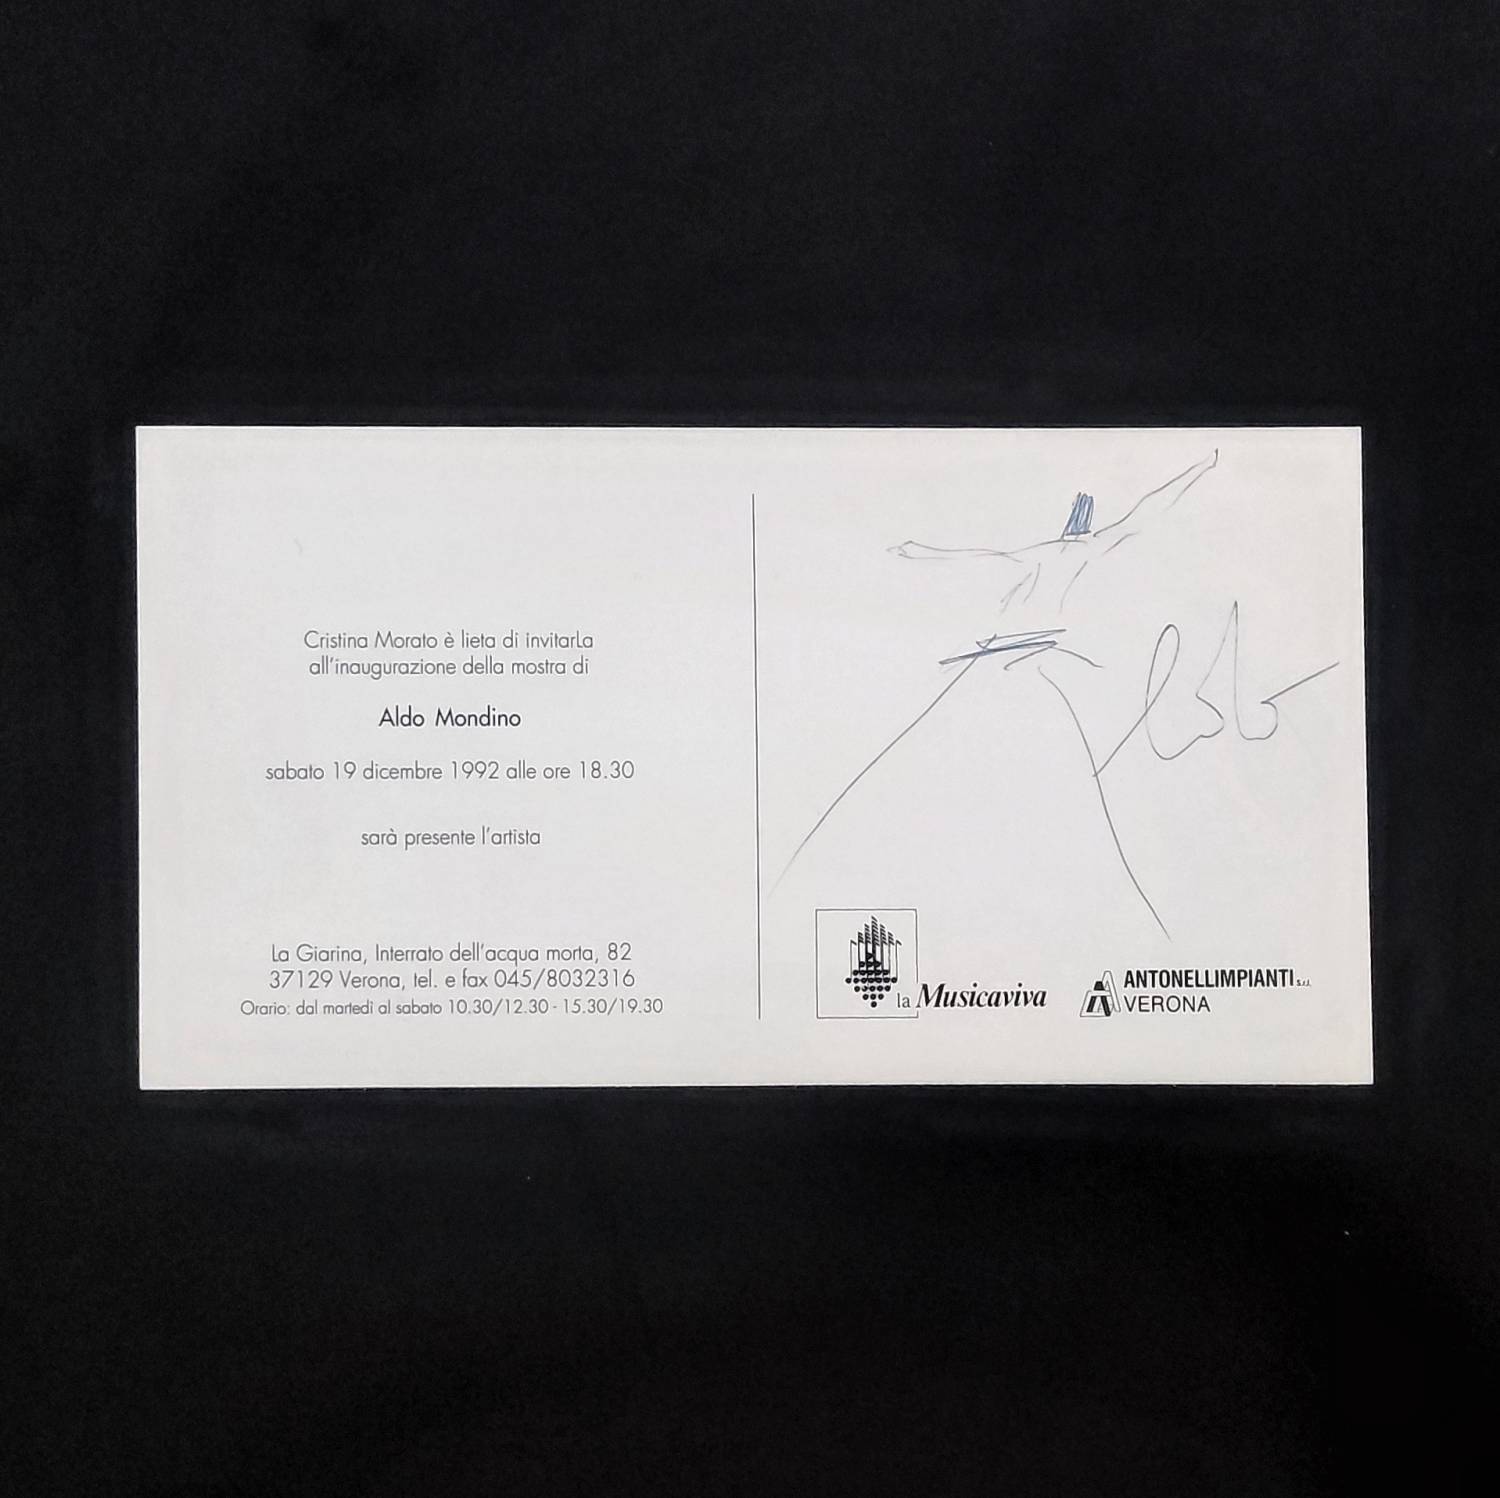 Cristina Morato è lieta di invitarLa
all'inaugurazione della mostra di
Aldo Mondino
sabato 19 dicembre 1992 alle ore 18.30
sarà presente l'artista
La Giarina, Interrato dell'acqua morta, 82
37129 Verona, tel. e fax 045/8032316
Orario: dal martedì al sabato 10.30/12.30 - 15.30/19.30
la Musicaviva
ANTONELLIMPIANTI s.r.l.
VERONA